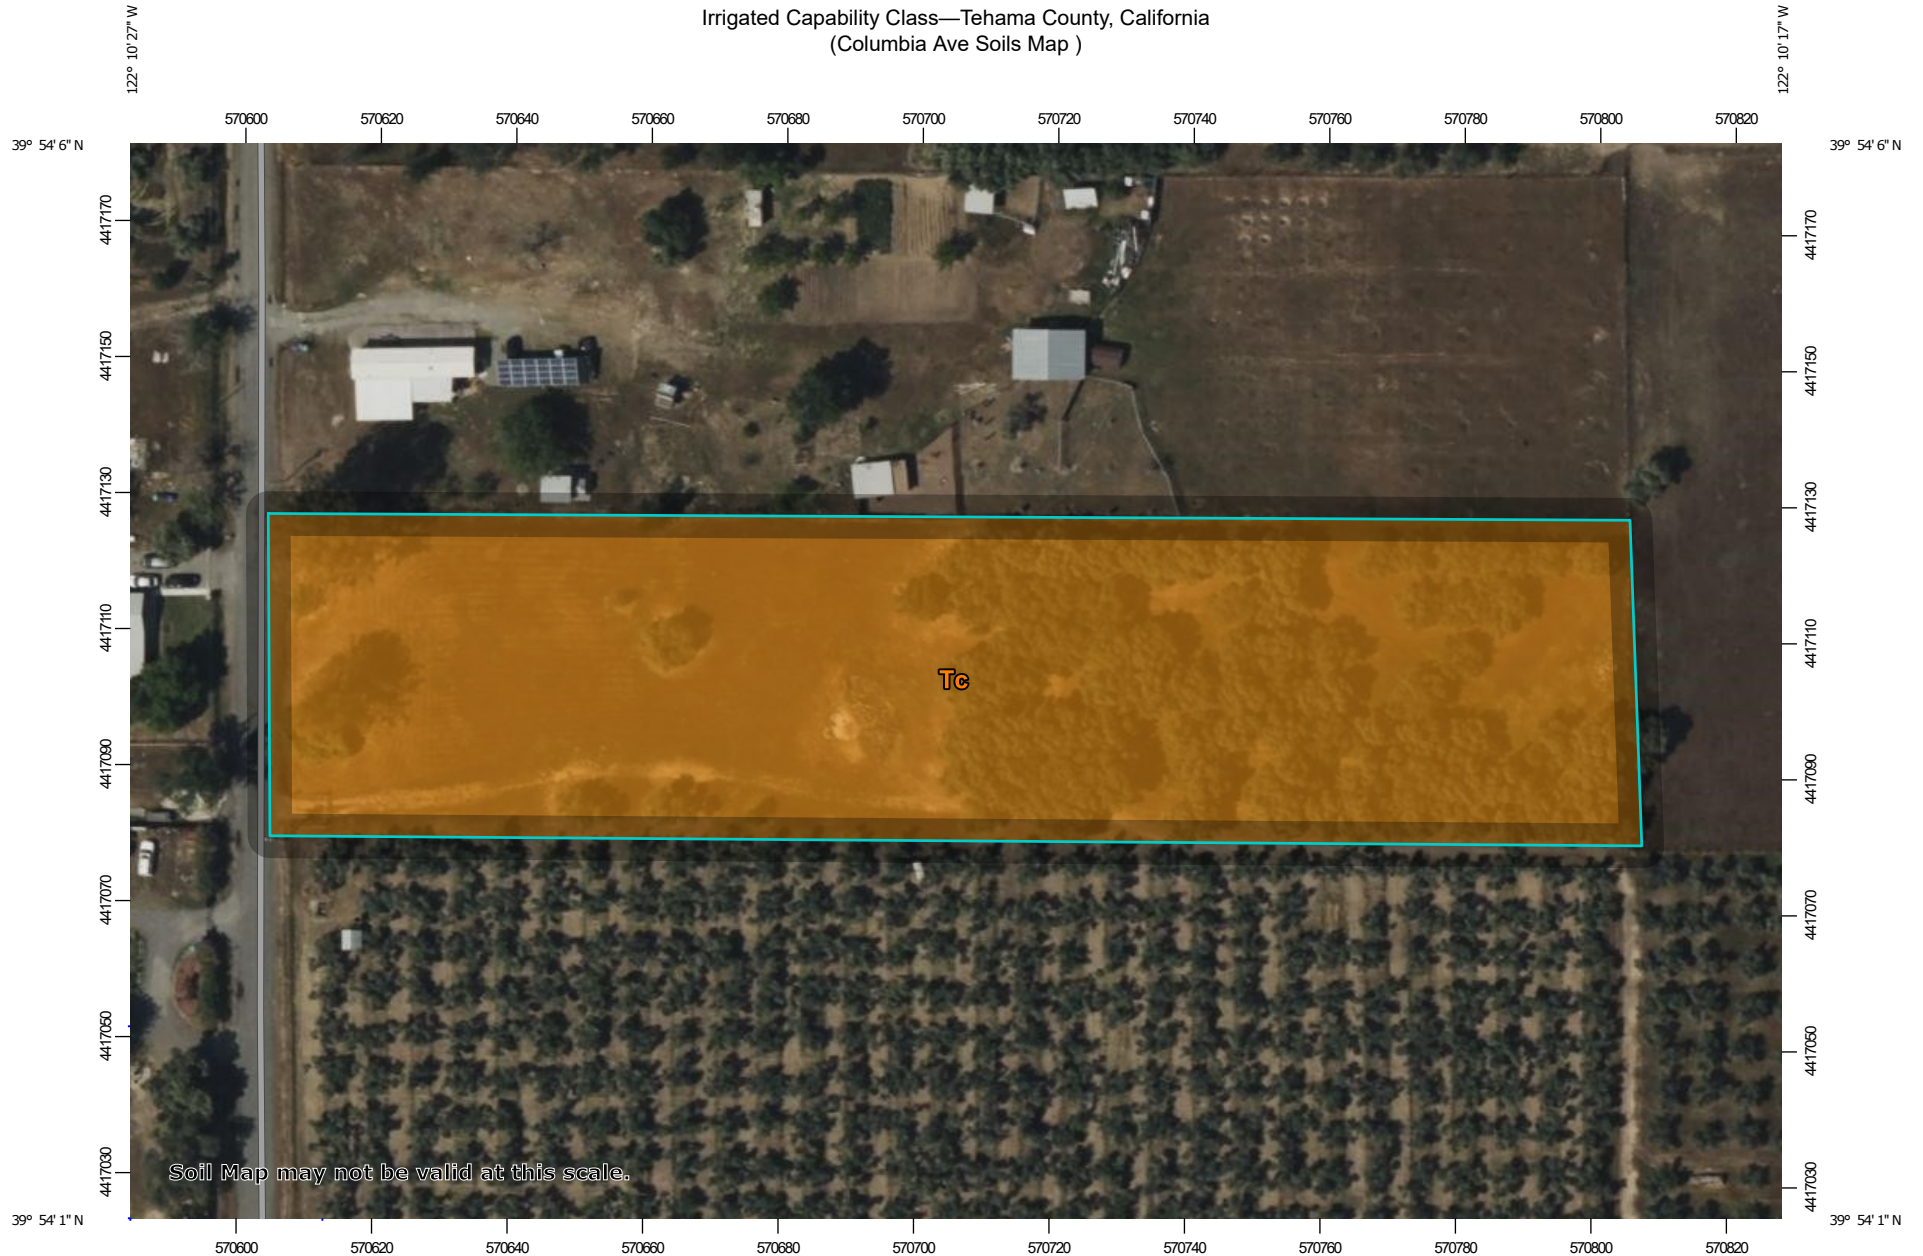 Irrigated Capability Class—Tehama County, California
(Columbia Ave Soils Map )
122° 10' 27" W
122° 10' 17" W
570600 570620 570640 570660 570680 570700 570720 570740 570760 570780 570800 570820
39° 54' 6" N
39° 54' 6" N
4417170
4417170
4417150
4417150
4417130
4417130
4417110
4417110
Tc
4417090
4417090
4417070
4417070
4417050
4417050
4417030
4417030
Soil Map may not be valid at this scale.
39° 54' 1" N
39° 54' 1" N
570600 570620 570640 570660 570680 570700 570720 570740 570760 570780 570800 570820